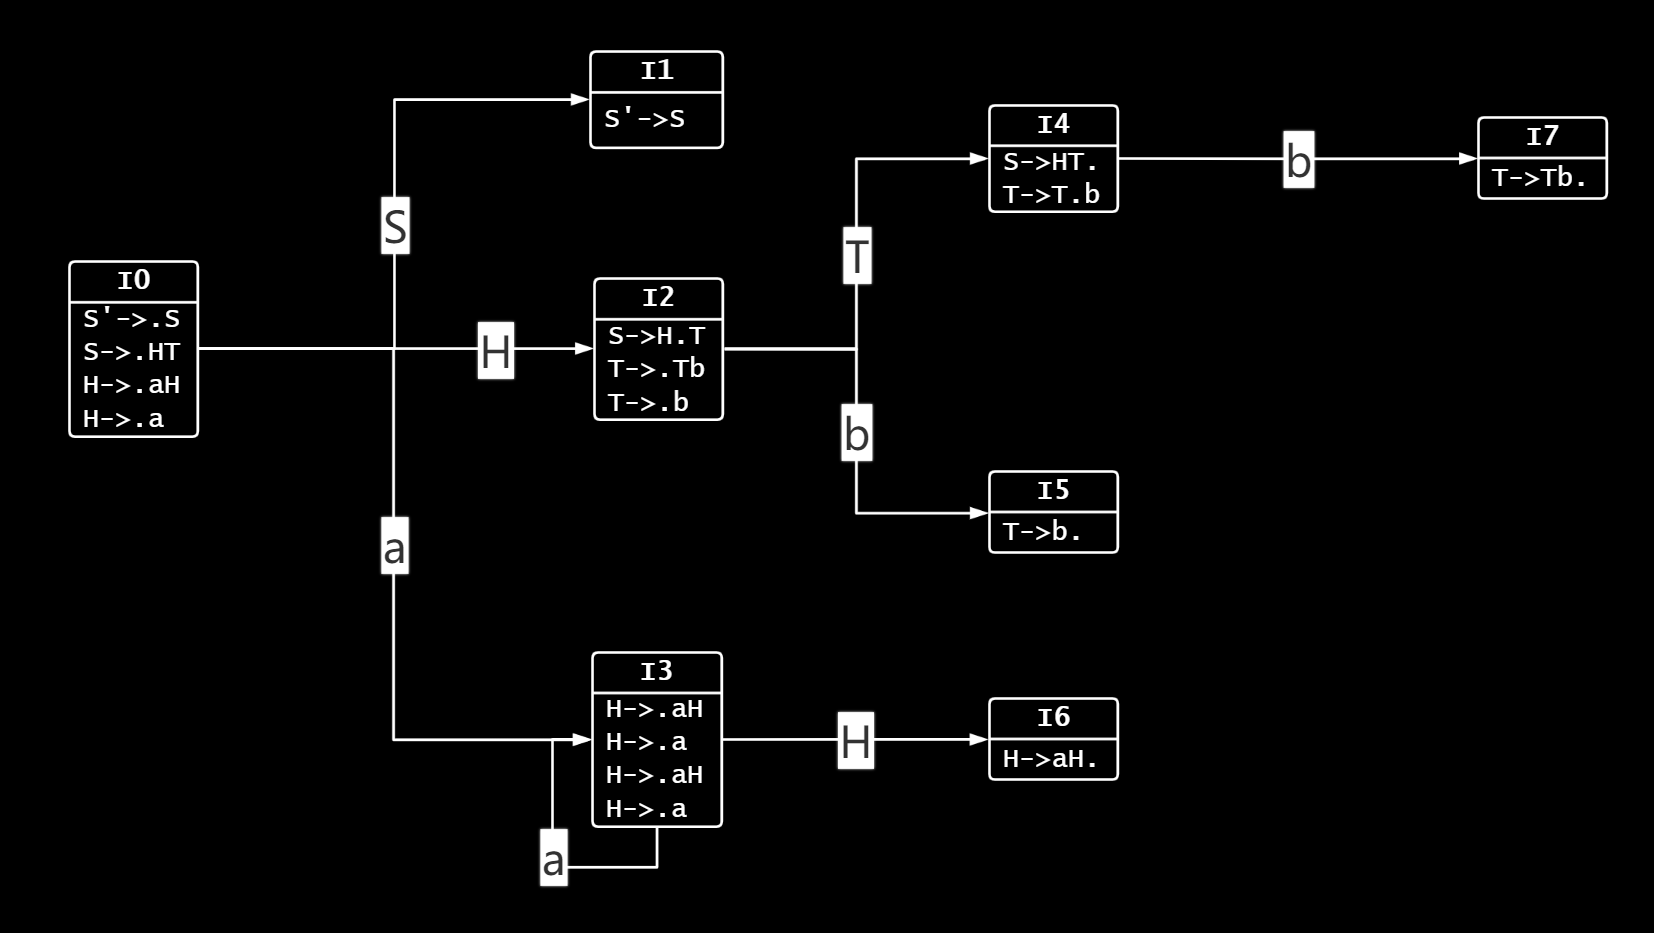 I0
S'->.S
S->.HT
H->.aH
H->.a
S
H
a
I1
S'->S
I2
S->H.T
T->.Tb
T->.b
I3
H->.aH
H->.a
H->.aH
H->.a
a
T
b
H
I4
S->HT.
T->T.b
I5
T->b.
I6
H->aH.
b
I7
T->Tb.